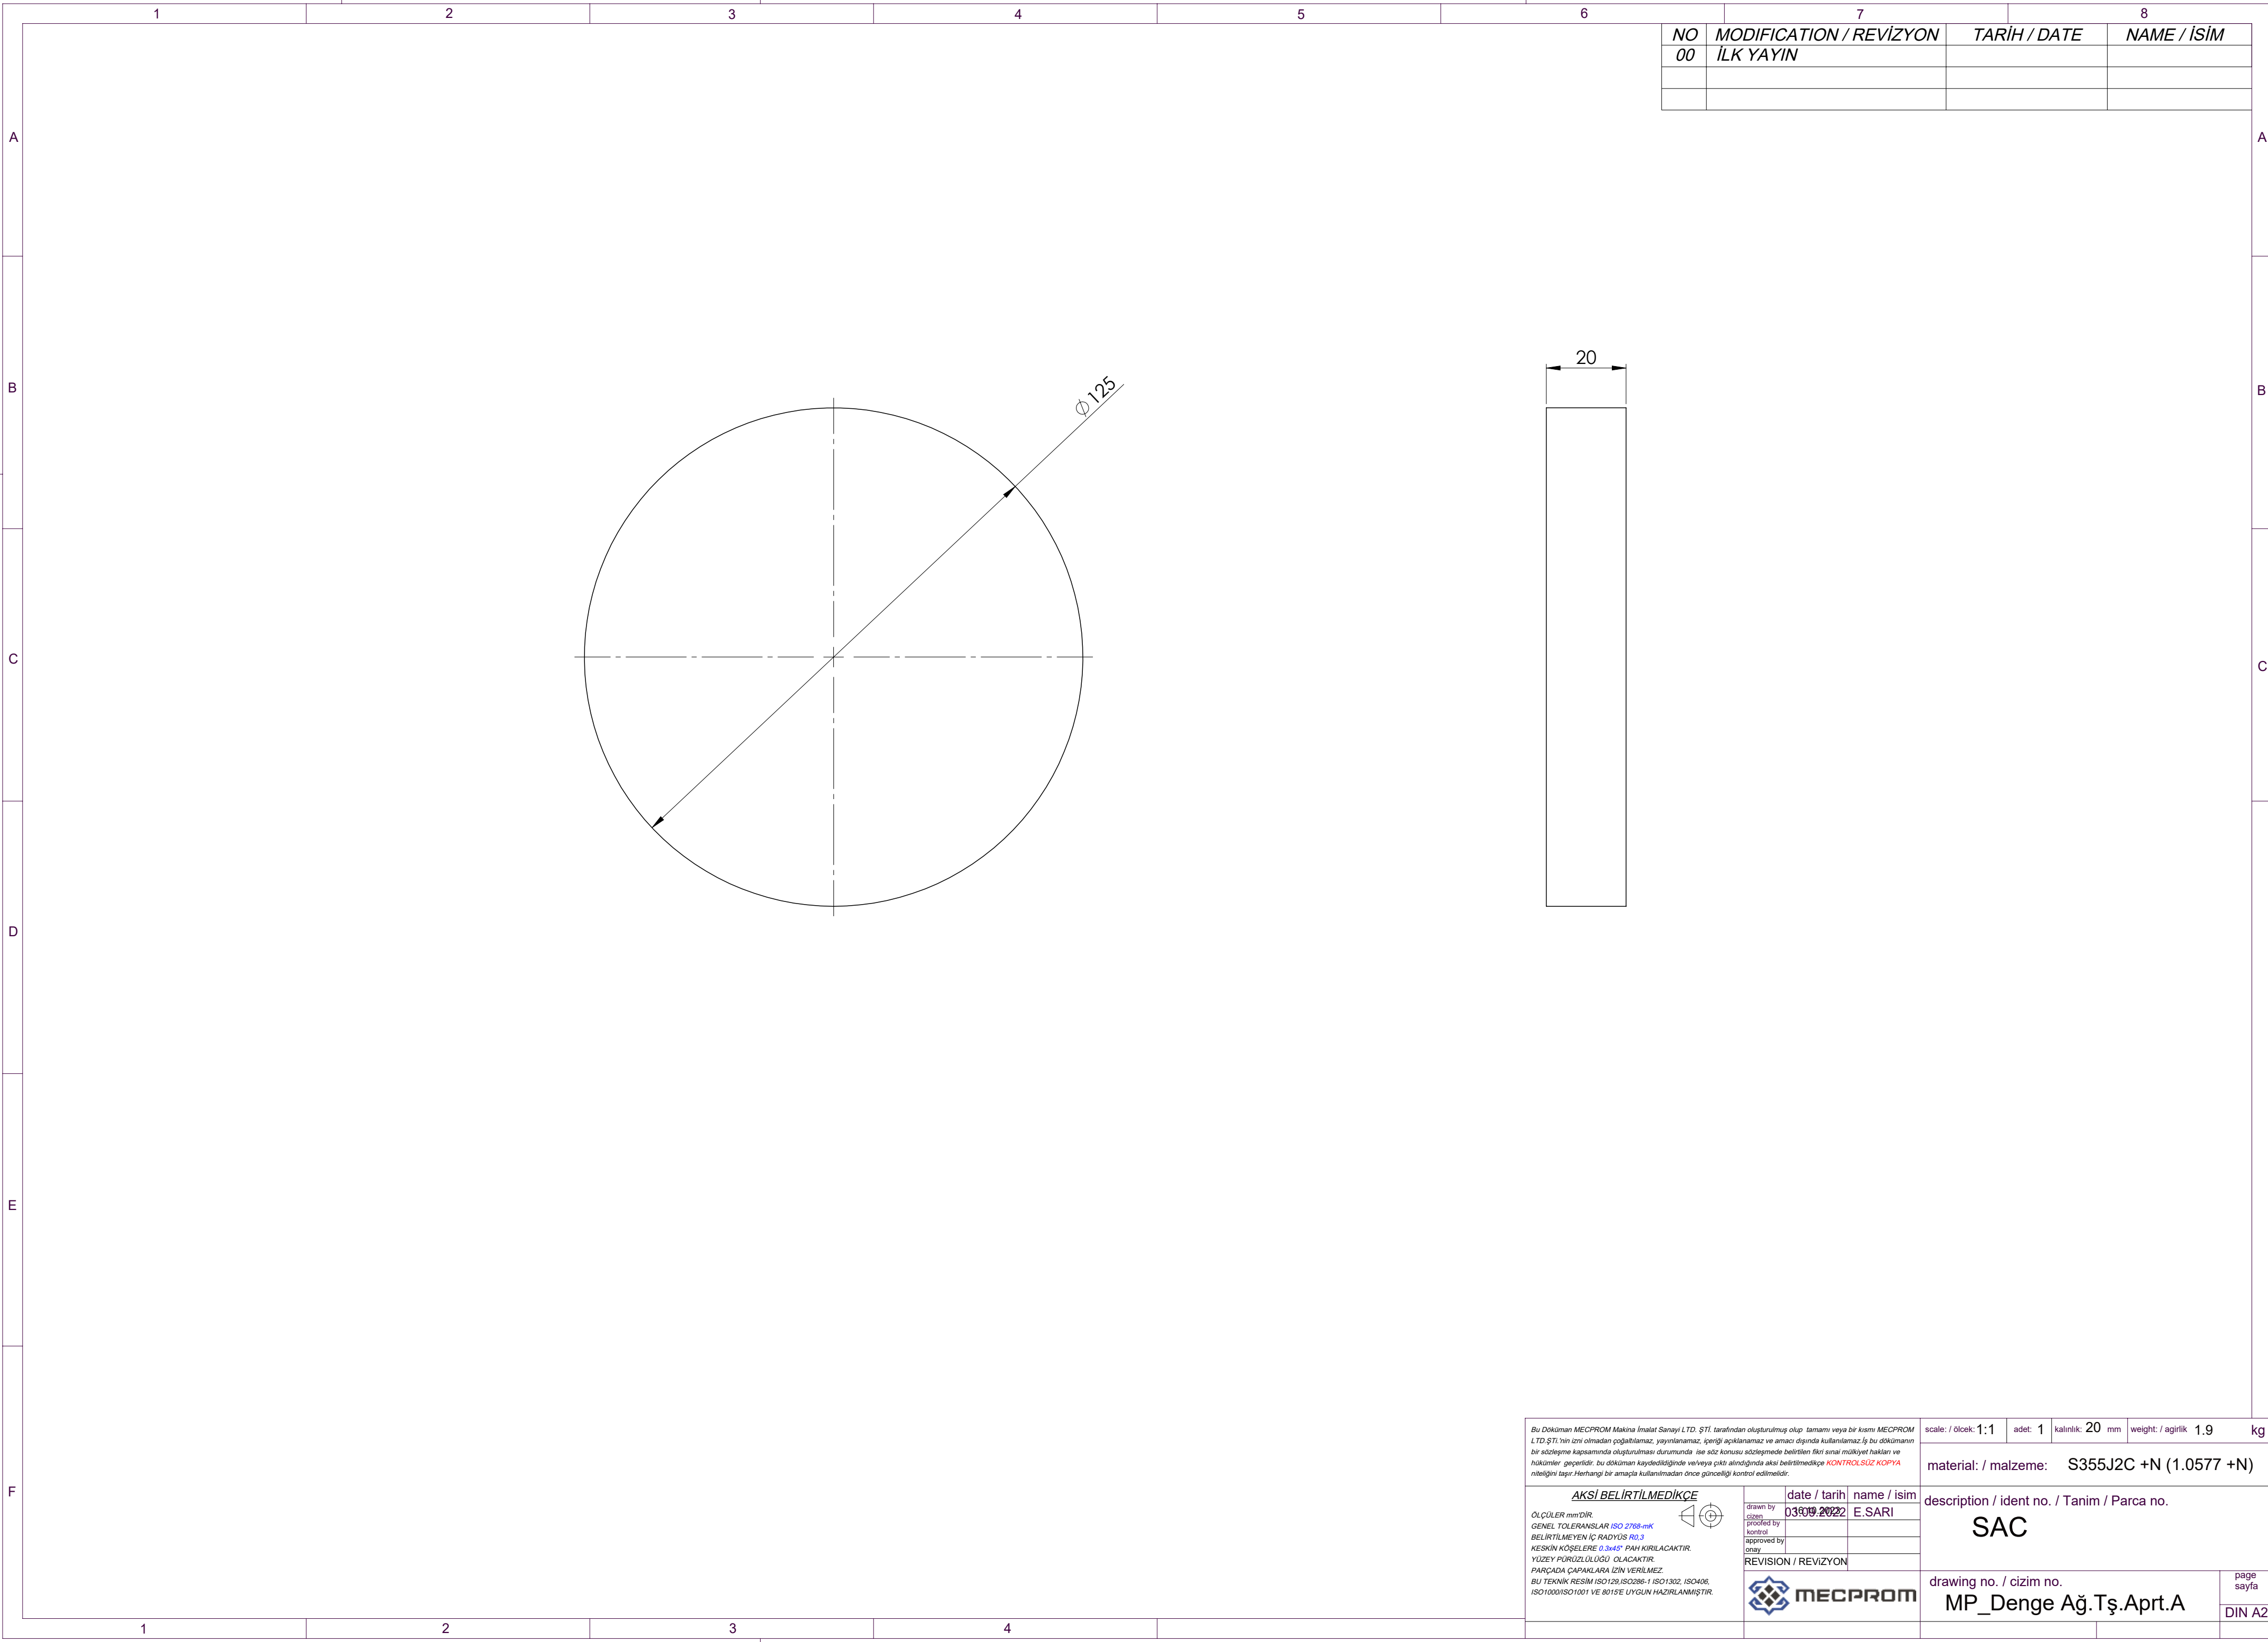 1 2 3 4 5 6 7 8
NO MODIFICATION / REVİZYON TARİH / DATE NAME / İSİM
00 İLK YAYIN
A A
B B
C C
D
E
F
Ø125
20
Bu Döküman MECPROM Makina İmalat Sanayi LTD. ŞTİ. tarafından oluşturulmuş olup tamamı veya bir kısmı MECPROM
LTD.ŞTi.'nin izni olmadan çoğaltılamaz, yayınlanamaz, içeriği açıklanamaz ve amacı dışında kullanılamaz.İş bu dökümanın
bir sözleşme kapsamında oluşturulması durumunda ise söz konusu sözleşmede belirtilen fikri sınai mülkiyet hakları ve
hükümler geçerlidir. bu döküman kaydedildiğinde ve/veya çıktı alındığında aksi belirtilmedikçe KONTROLSÜZ KOPYA
niteliğini taşır.Herhangi bir amaçla kullanılmadan önce güncelliği kontrol edilmelidir.
AKSİ BELİRTİLMEDİKÇE
ÖLÇÜLER mm'DİR.
GENEL TOLERANSLAR ISO 2768-mK
BELİRTİLMEYEN İÇ RADYÜS R0,3
KESKİN KÖŞELERE 0.3x45° PAH KIRILACAKTIR.
YÜZEY PÜRÜZLÜLÜĞÜ OLACAKTIR.
PARÇADA ÇAPAKLARA İZİN VERİLMEZ.
BU TEKNİK RESİM ISO129,ISO286-1 ISO1302, ISO406,
ISO1000/ISO1001 VE 8015'E UYGUN HAZIRLANMIŞTIR.
date / tarih name / isim
drawn by
cizen 03.09.2022 E.SARI
proofed by
kontrol
approved by
onay
REVISION / REViZYON
MECPROM
scale: / ölcek: 1:1 adet: 1 kalınlık: 20 mm weight: / agirlik 1.9 kg
material: / malzeme: S355J2C +N (1.0577 +N)
description / ident no. / Tanim / Parca no.
SAC
drawing no. / cizim no.
MP_Denge Ağ.Tş.Aprt.A
page
sayfa
DIN A2
1 2 3 4